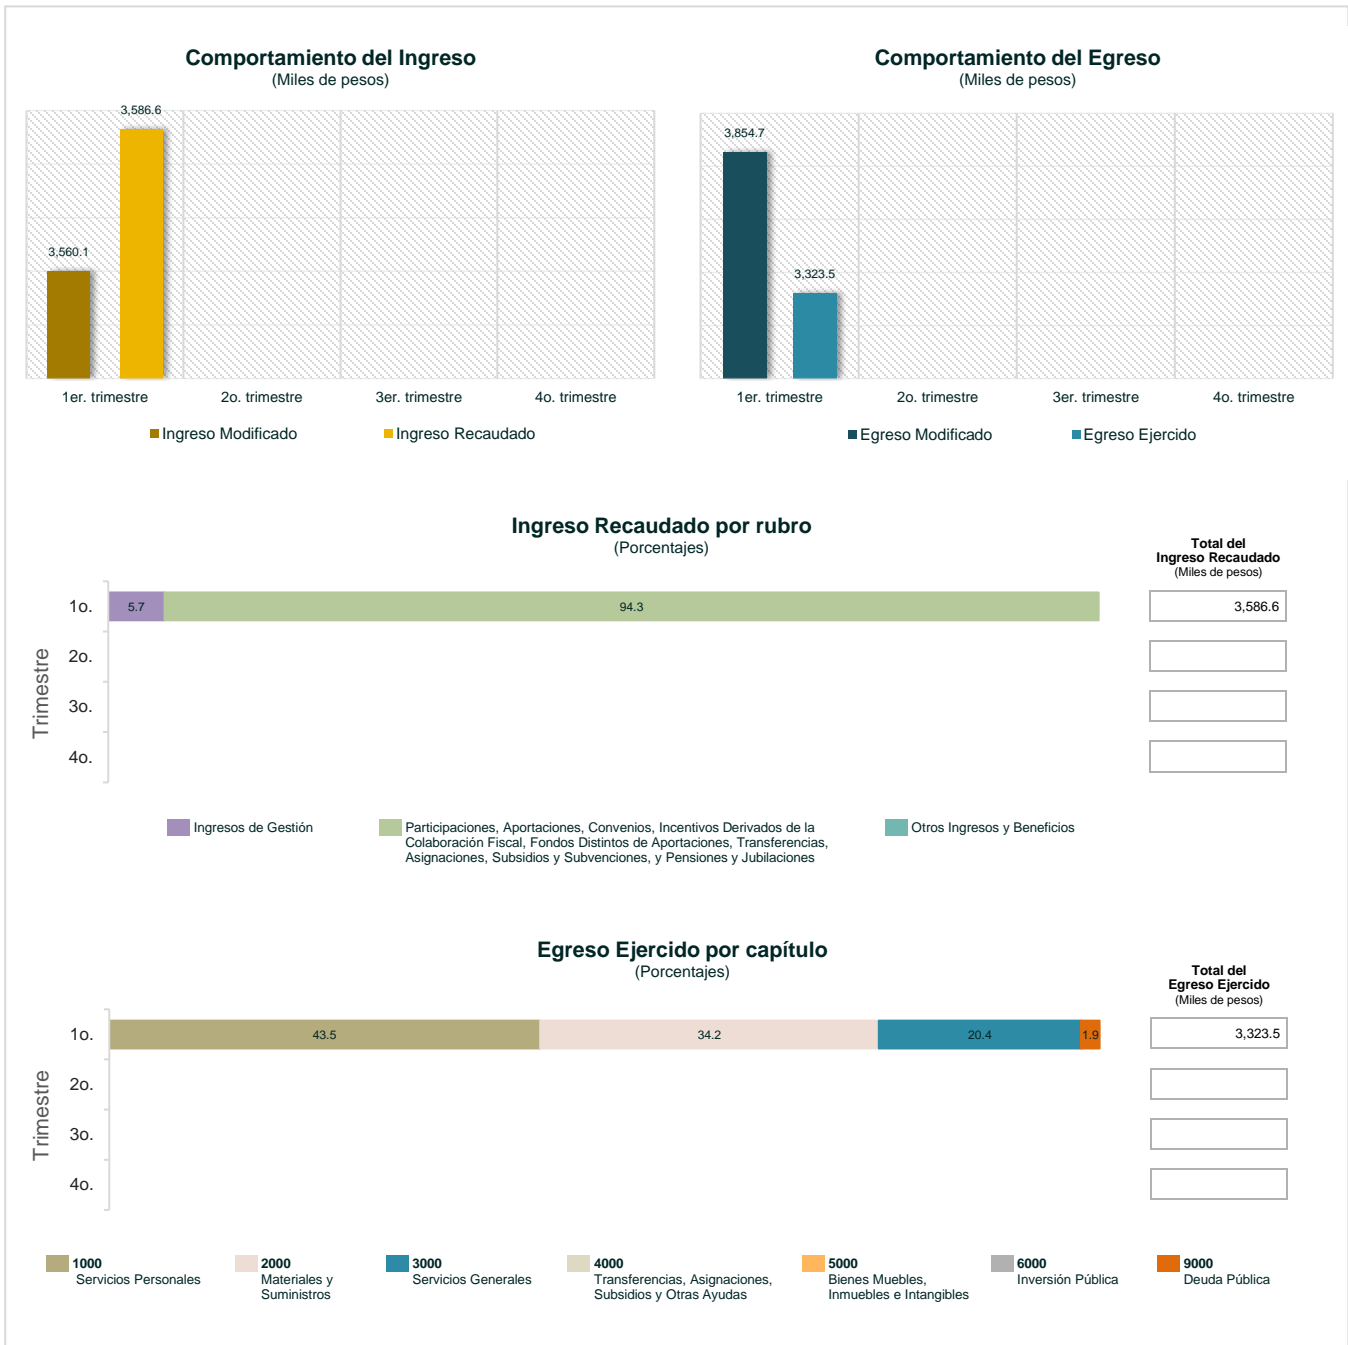 Comportamiento del Ingreso
(Miles de pesos)
3,586.6
3,560.1
1er. trimestre
2o. trimestre
3er. trimestre
4o. trimestre
Ingreso Modificado
Ingreso Recaudado
Comportamiento del Egreso
(Miles de pesos)
3,854.7
3,323.5
1er. trimestre
2o. trimestre
3er. trimestre
4o. trimestre
Egreso Modificado
Egreso Ejercido
Ingreso Recaudado por rubro
(Porcentajes)
Total del
Ingreso Recaudado
(Miles de pesos)
Trimestre
1o.
5.7
94.3
3,586.6
2o.
3o.
4o.
Ingresos de Gestión
Participaciones, Aportaciones, Convenios, Incentivos Derivados de la
Colaboración Fiscal, Fondos Distintos de Aportaciones, Transferencias,
Asignaciones, Subsidios y Subvenciones, y Pensiones y Jubilaciones
Otros Ingresos y Beneficios
Egreso Ejercido por capítulo
(Porcentajes)
Total del
Egreso Ejercido
(Miles de pesos)
Trimestre
1o.
43.5
34.2
20.4
1.9
3,323.5
2o.
3o.
4o.
1000
Servicios Personales
2000
Materiales y
Suministros
3000
Servicios Generales
4000
Transferencias, Asignaciones,
Subsidios y Otras Ayudas
5000
Bienes Muebles,
Inmuebles e Intangibles
6000
Inversión Pública
9000
Deuda Pública